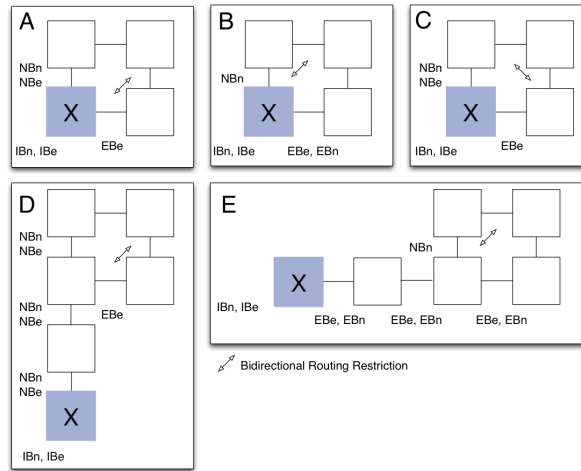 A
NBn
NBe
X
IBn, IBe
EBe
B
NBn
X
IBn, IBe
EBe, EBn
C
NBn
NBe
X
IBn, IBe
EBe
D
NBn
NBe
NBn
NBe
EBe
NBn
NBe
X
IBn, IBe
E
NBn
X
IBn, IBe
EBe, EBn
EBe, EBn
EBe, EBn
Bidirectional Routing Restriction